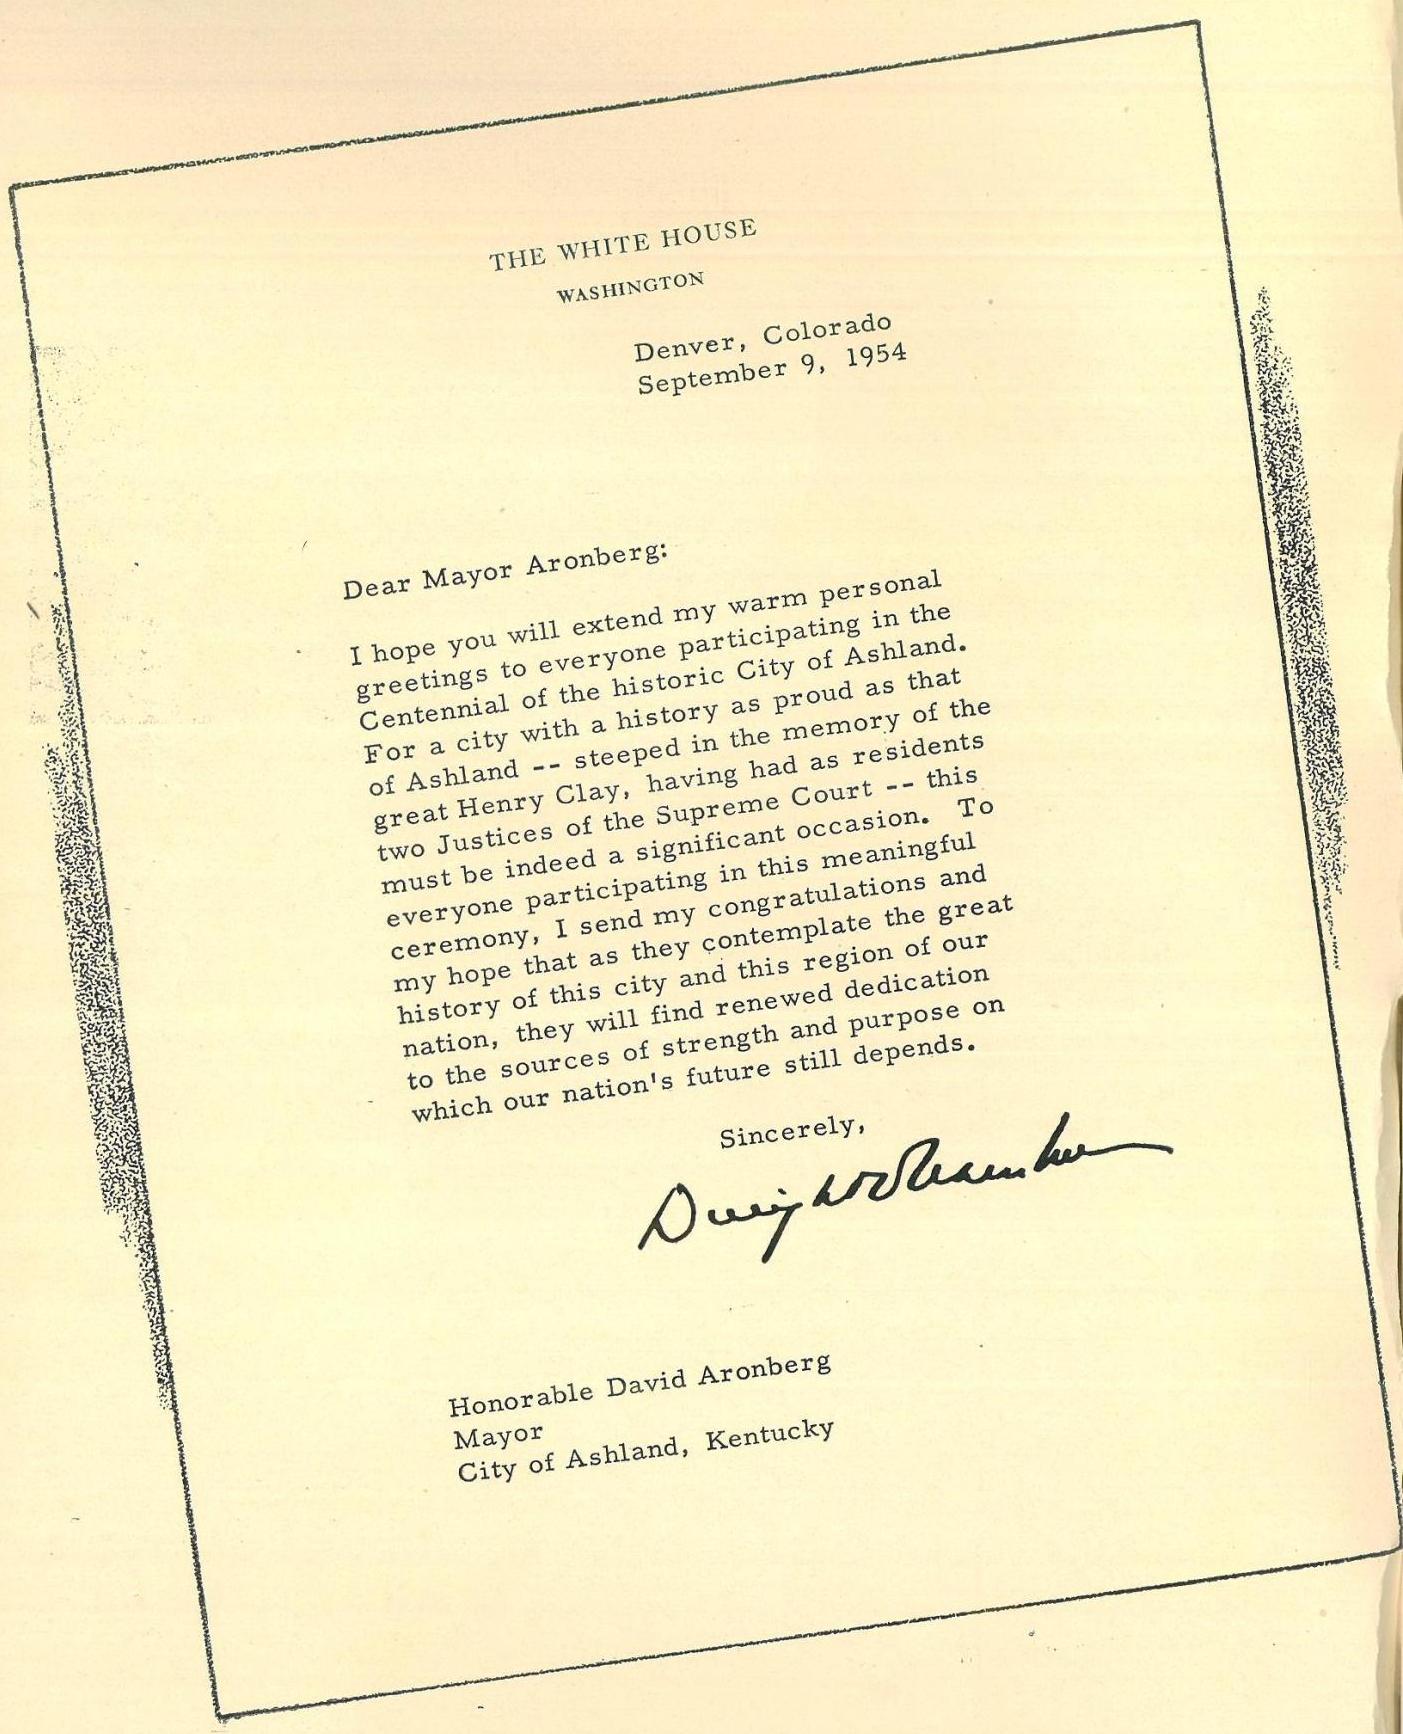 THE WHITE HOUSE
WASHINGTON
Denver, Colorado
September 9, 1954
Dear Mayor Aronberg:
I hope you will extend my warm personal
greetings to everyone participating in the
Centennial of the historic City of Ashland.
For a city with a history as proud as that
of Ashland -- steeped in the memory of the
great Henry Clay, having had as residents
two Justices of the Supreme Court -- this
must be indeed a significant occasion. To
everyone participating in this meaningful
ceremony, I send my congratulations and
my hope that as they contemplate the great
history of this city and this region of our
nation, they will find renewed dedication
to the sources of strength and purpose on
which our nation's future still depends.
Sincerely,
Dwight D Eisenhower
Honorable David Aronberg
Mayor
City of Ashland, Kentucky